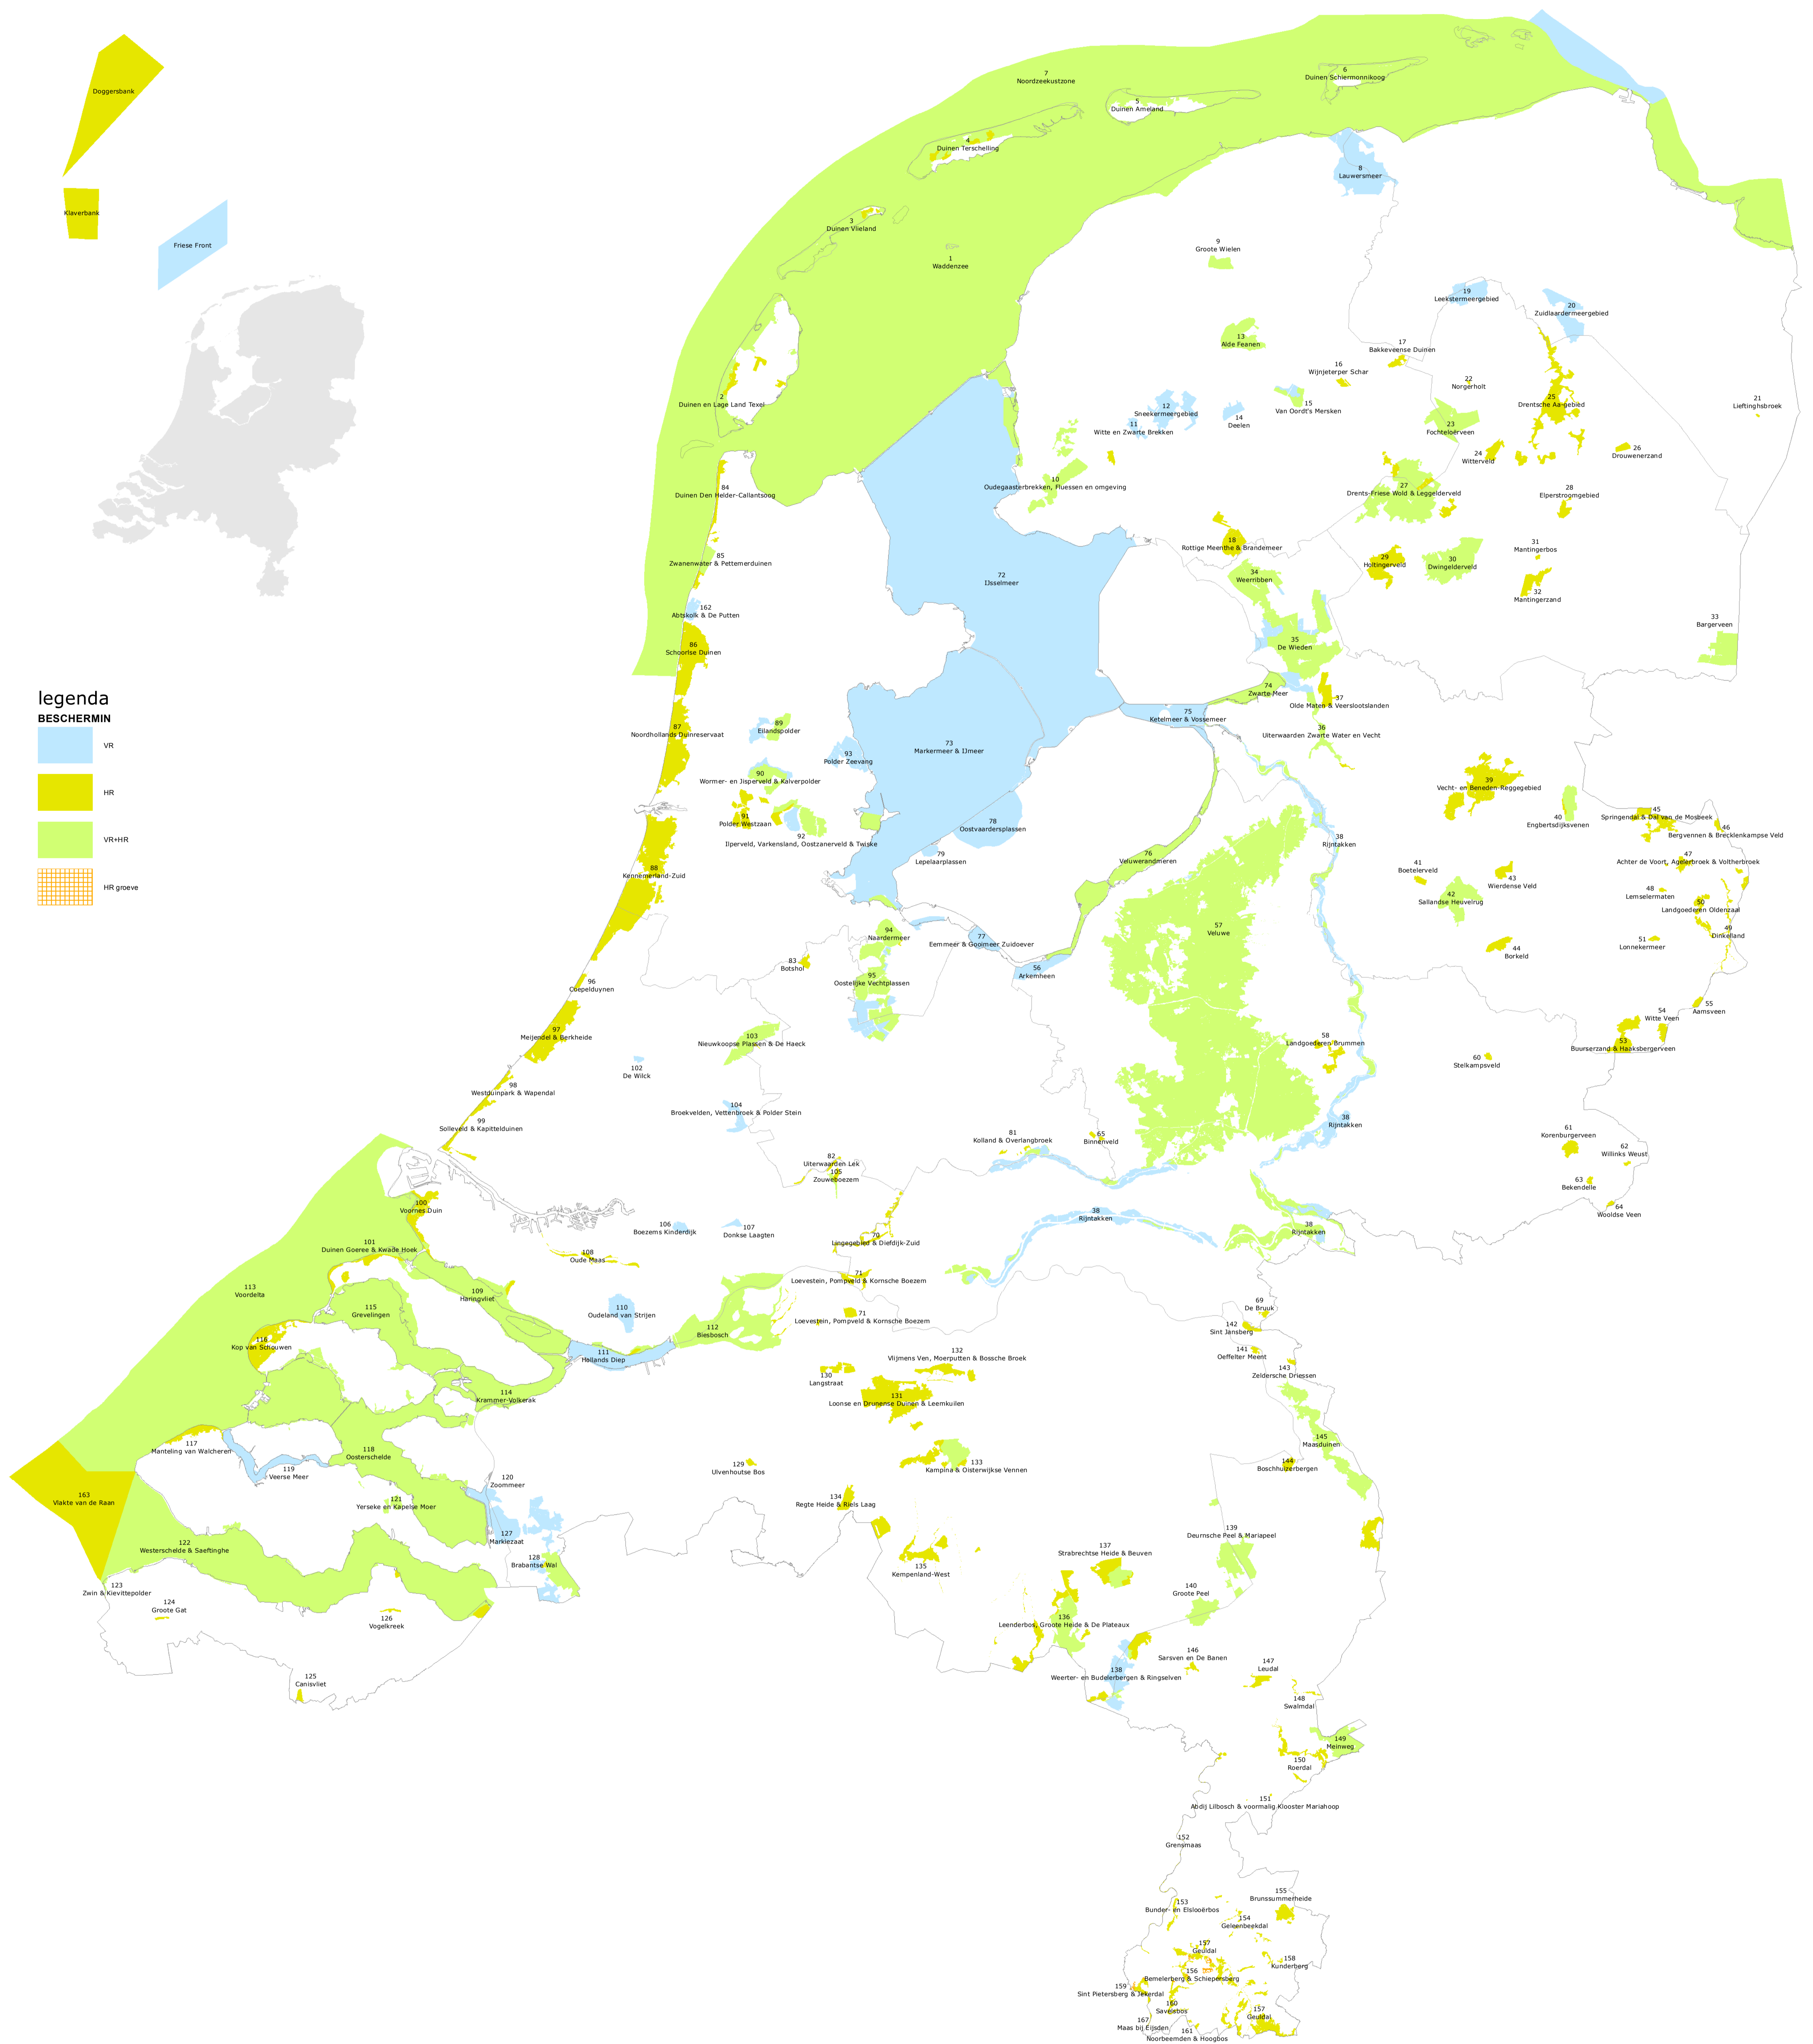 Doggersbank
Klaverbank
Friese Front
legenda
BESCHERMIN
VR
HR
VR+HR
HR groeve
7
Noordzeekustzone
6
Duinen Schiermonnikoog
5
Duinen Ameland
4
Duinen Terschelling
8
Lauwersmeer
3
Duinen Vlieland
1
Waddenzee
9
Groote Wielen
19
Leekstermeergebied
20
Zuidlaardermeergebied
13
Alde Feanen
17
Bakkeveense Duinen
16
Wijnjeterper Schar
22
Norgerholt
2
Duinen en Lage Land Texel
12
Sneekermeergebied
14
Deelen
15
Van Oordt's Mersken
25
Drentsche Aa-gebied
21
Lieftinghsbroek
11
Witte en Zwarte Brekken
23
Fochteloërveen
24
Witterveld
26
Drouwenerzand
10
Oudegaasterbrekken, Fluessen en omgeving
27
Drents-Friese Wold & Leggelderveld
28
Elperstroomgebied
84
Duinen Den Helder-Callantsoog
18
Rottige Meenthe & Brandemeer
31
Mantingerbos
85
Zwanenwater & Pettemerduinen
29
Holtingerveld
30
Dwingelderveld
34
Weerribben
72
IJsselmeer
32
Mantingerzand
162
Abtskolk & De Putten
33
Bargerveen
86
Schoorlse Duinen
35
De Wieden
74
Zwarte Meer
37
Olde Maten & Veerslootslanden
75
Ketelmeer & Vossemeer
87
Noordhollands Duinreservaat
89
Eilandspolder
36
Uiterwaarden Zwarte Water en Vecht
73
Markermeer & IJmeer
93
Polder Zeevang
90
Wormer- en Jisperveld & Kalverpolder
39
Vecht- en Beneden-Reggegebied
91
Polder Westzaan
78
Oostvaardersplassen
40
Engbertsdijksvenen
45
Springendal & Dal van de Mosbeek
46
Bergvennen & Brecklenkampse Veld
92
Ilperveld, Varkensland, Oostzanerveld & Twiske
79
Lepelaarplassen
38
Rijntakken
76
Veluwerandmeren
47
Achter de Voort, Agelerbroek & Voltherbroek
41
Boetelerveld
43
Wierdense Veld
88
Kennemerland-Zuid
48
Lemselermaten
42
Sallandse Heuvelrug
50
Landgoederen Oldenzaal
49
Dinkelland
94
Naardermeer
77
Eemmeer & Gooimeer Zuidoever
57
Veluwe
51
Lonnekermeer
44
Borkeld
83
Botshol
56
Arkemheen
95
Oostelijke Vechtplassen
96
Coepelduynen
55
Aamsveen
54
Witte Veen
97
Meijendel & Berkheide
103
Nieuwkoopse Plassen & De Haeck
58
Landgoederen Brummen
53
Buurserzand & Haaksbergerveen
60
Stelkampsveld
102
De Wilck
98
Westduinpark & Wapendal
104
Broekvelden, Vettenbroek & Polder Stein
38
Rijntakken
99
Solleveld & Kapittelduinen
81
Kolland & Overlangbroek
65
Binnenveld
61
Korenburgerveen
62
Willinks Weust
82
Uiterwaarden Lek
105
Zouweboezem
63
Bekendelle
64
Wooldse Veen
100
Voornes Duin
38
Rijntakken
106
Boezems Kinderdijk
107
Donkse Laagten
38
Rijntakken
70
Lingegebied & Diefdijk-Zuid
101
Duinen Goeree & Kwade Hoek
108
Oude Maas
71
Loevestein, Pompveld & Kornsche Boezem
113
Voordelta
109
Haringvliet
110
Oudeland van Strijen
71
Loevestein, Pompveld & Kornsche Boezem
69
De Bruuk
115
Grevelingen
112
Biesbosch
142
Sint Jansberg
116
Kop van Schouwen
111
Hollands Diep
132
Vlijmens Ven, Moerputten & Bossche Broek
141
Oeffelter Meent
143
Zeldersche Driessen
130
Langstraat
114
Krammer-Volkerak
131
Loonse en Drunense Duinen & Leemkuilen
117
Manteling van Walcheren
118
Oosterschelde
145
Maasduinen
119
Veerse Meer
129
Ulvenhoutse Bos
133
Kampina & Oisterwijkse Vennen
144
Boschhuizerbergen
120
Zoommeer
163
Vlakte van de Raan
121
Yerseke en Kapelse Moer
134
Regte Heide & Riels Laag
127
Markiezaat
139
Deurnsche Peel & Mariapeel
122
Westerschelde & Saeftinghe
137
Strabrechtse Heide & Beuven
128
Brabantse Wal
135
Kempenland-West
123
Zwin & Kievittepolder
140
Groote Peel
124
Groote Gat
126
Vogelkreek
136
Leenderbos, Groote Heide & De Plateaux
125
Canisvliet
146
Sarsven en De Banen
138
Weerter- en Budelerbergen & Ringselven
147
Leudal
148
Swalmdal
149
Meinweg
150
Roerdal
151
Abdij Lilbosch & voormalig Klooster Mariahoop
152
Grensmaas
155
Brunssummerheide
153
Bunder- en Elslooërbos
154
Geleenbeekdal
157
Geuldal
158
Kunderberg
156
Bemelerberg & Schiepersberg
159
Sint Pietersberg & Jekerdal
160
Savelsbos
157
Geuldal
167
Maas bij Eijsden
161
Noorbeemden & Hoogbos